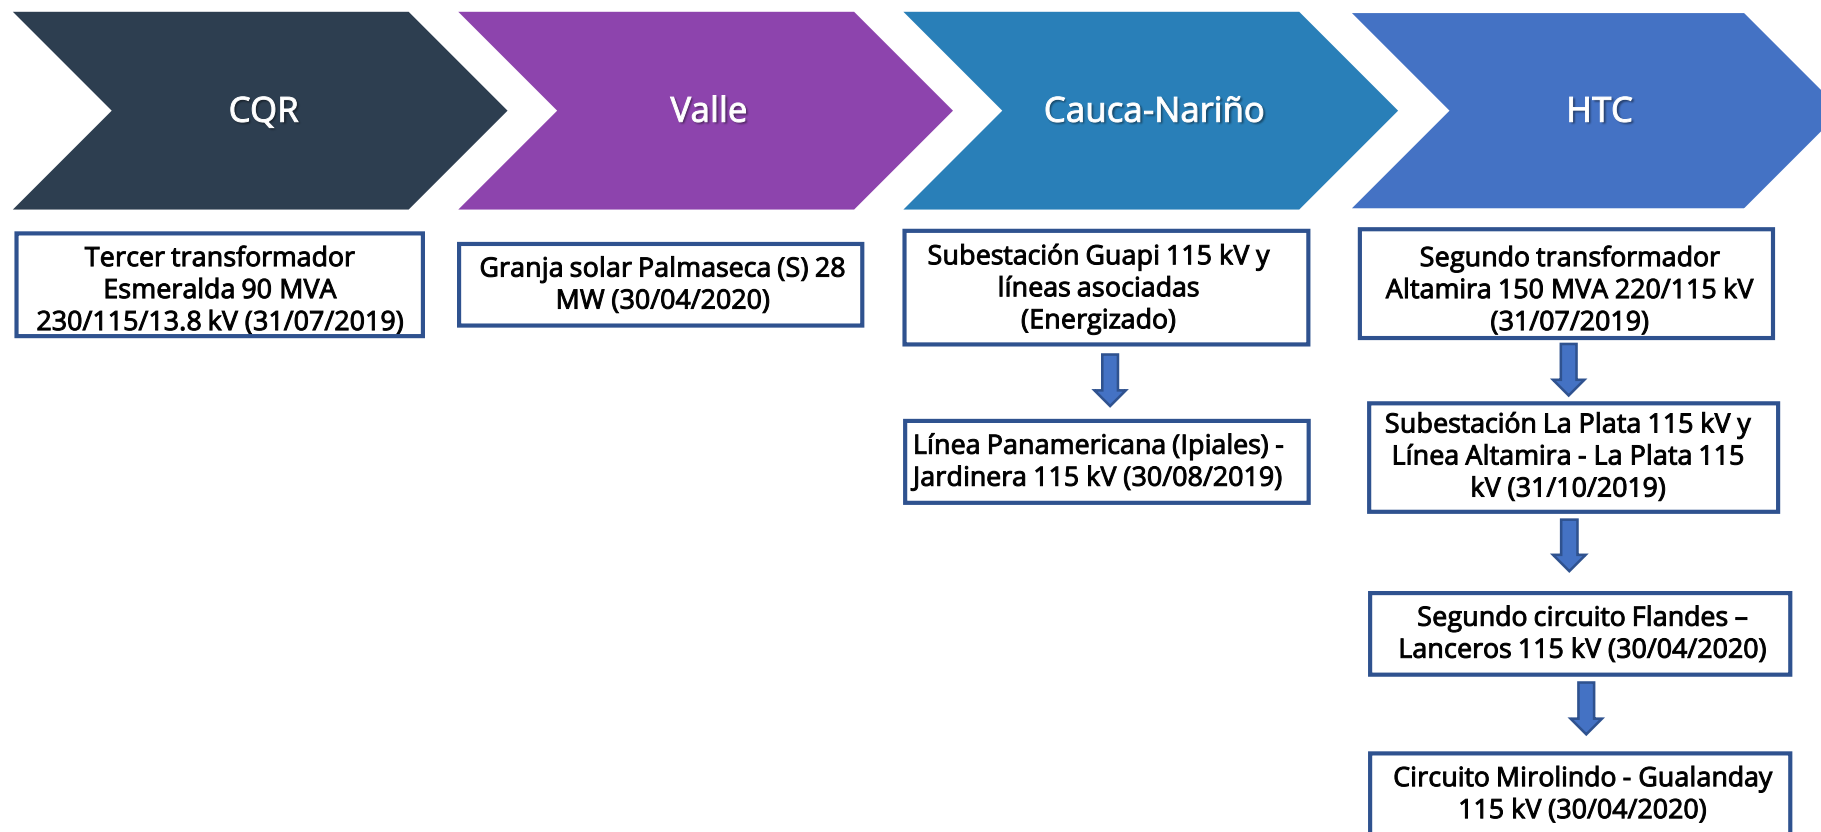 CQR
Valle
Cauca-Nariño
HTC
Tercer transformador
Esmeralda 90 MVA
230/115/13.8 kV (31/07/2019)
Granja solar Palmaseca (S) 28
MW (30/04/2020)
Subestación Guapi 115 kV y
líneas asociadas
(Energizado)
Línea Panamericana (Ipiales) -
Jardinera 115 kV (30/08/2019)
Segundo transformador
Altamira 150 MVA 220/115 kV
(31/07/2019)
Subestación La Plata 115 kV y
Línea Altamira - La Plata 115
kV (31/10/2019)
Segundo circuito Flandes –
Lanceros 115 kV (30/04/2020)
Circuito Mirolindo - Gualanday
115 kV (30/04/2020)